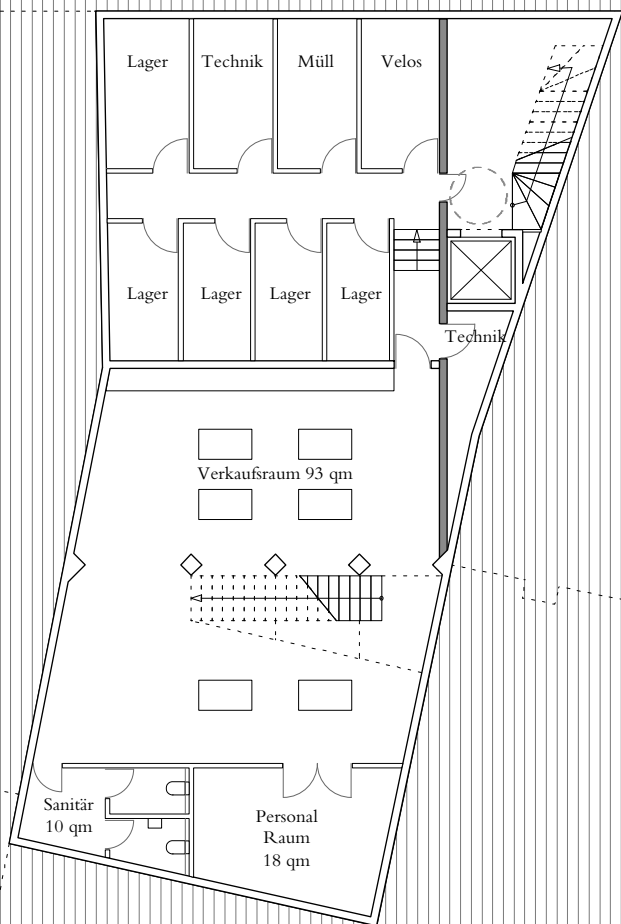 Lager
Technik
Müll
Velos
Lager
Lager
Lager
Lager
Technik
Verkaufsraum 93 qm
Sanitär
10 qm
Personal
Raum
18 qm